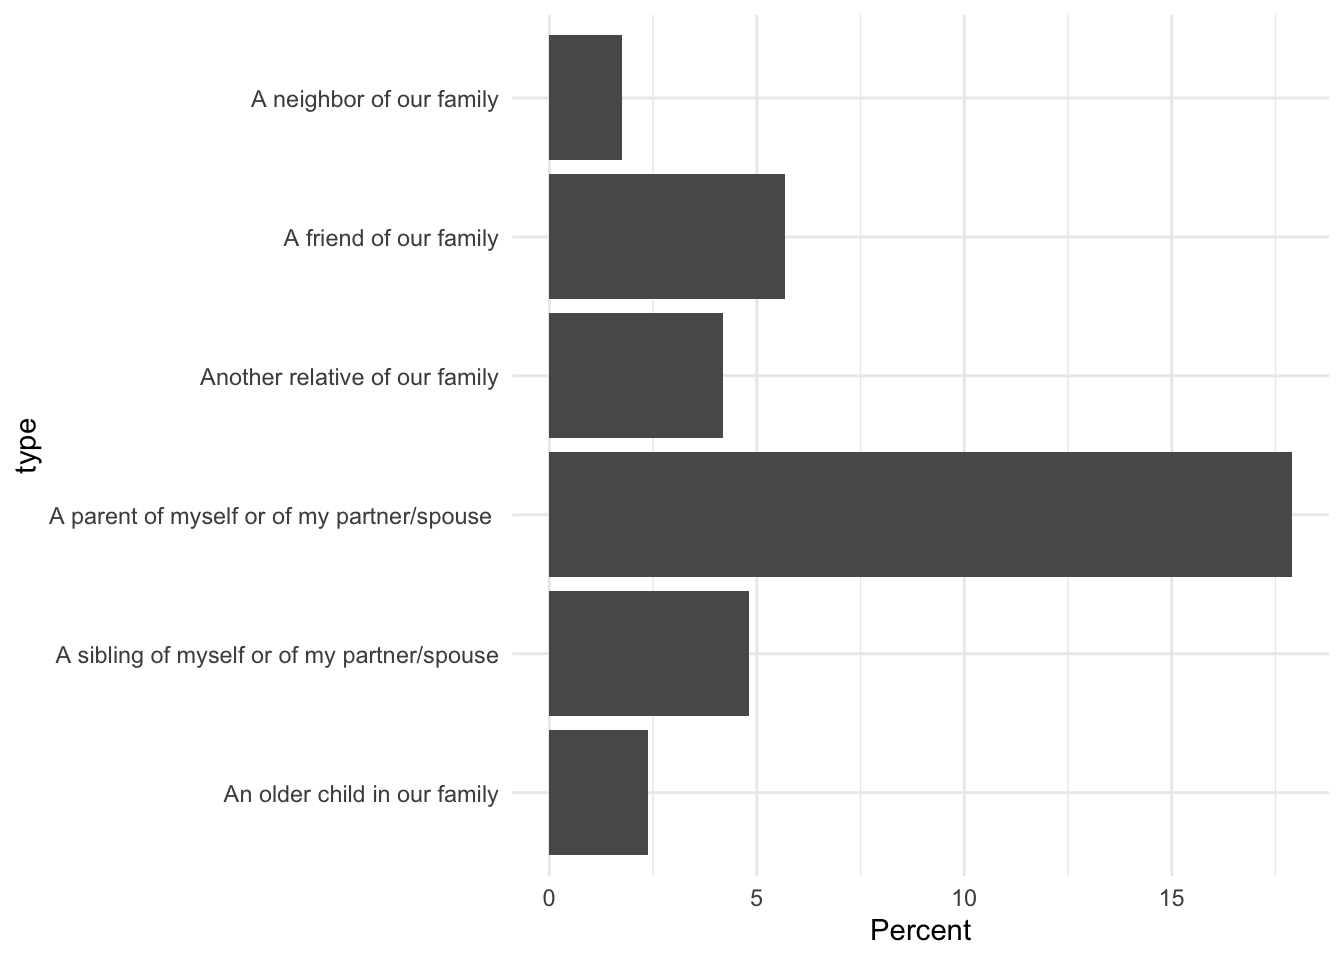 A neighbor of our family
A friend of our family
Another relative of our family
A parent of myself or of my partner/spouse
A sibling of myself or of my partner/spouse
An older child in our family
type
0 5 10 15
Percent